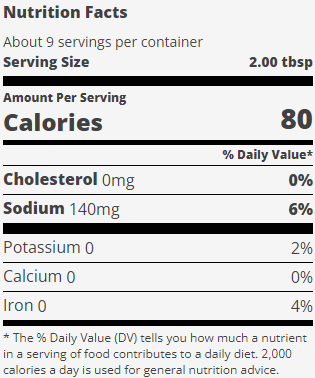 Nutrition Facts
About 9 servings per container
Serving Size 2.00 tbsp
Amount Per Serving
Calories 80
% Daily Value*
Cholesterol 0mg 0%
Sodium 140mg 6%
Potassium 0 2%
Calcium 0 0%
Iron 0 4%
* The % Daily Value (DV) tells you how much a nutrient
in a serving of food contributes to a daily diet. 2,000
calories a day is used for general nutrition advice.